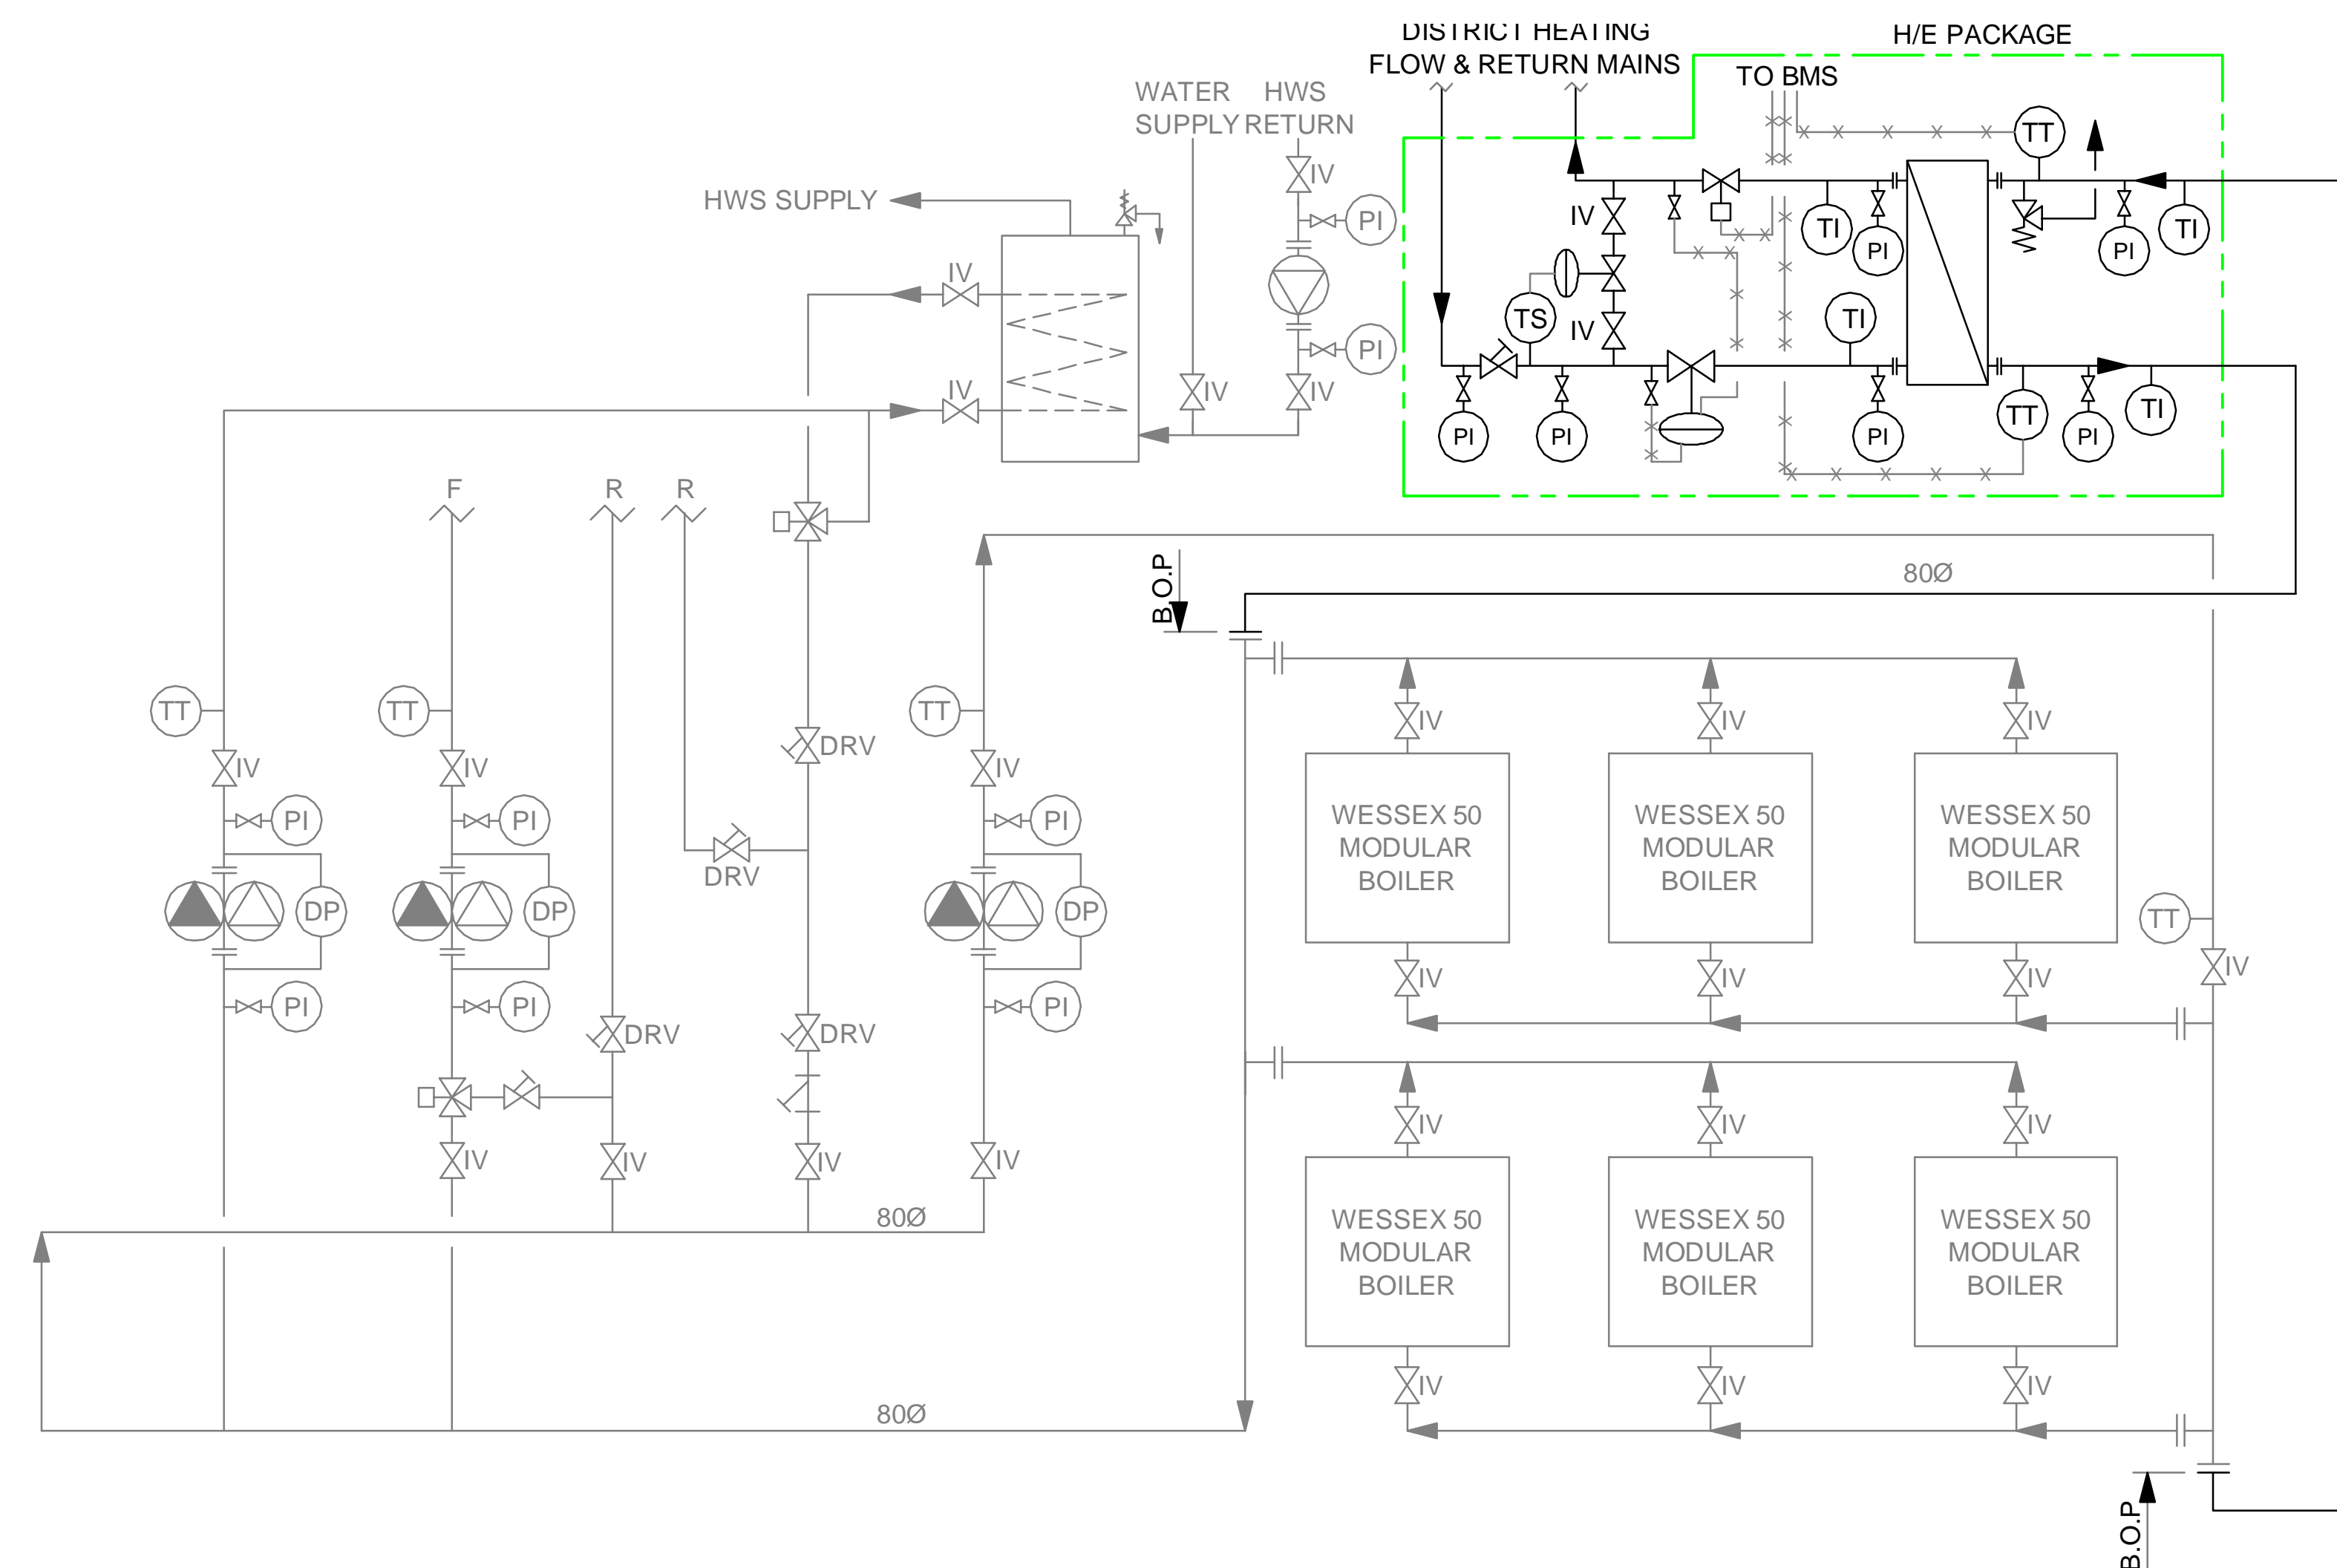 DISTRICT HEATING
FLOW & RETURN MAINS
H/E PACKAGE
TO BMS
WATER
SUPPLY
HWS
RETURN
HWS SUPPLY
IV
PI
PI
IV
IV
IV
IV
TT
TI
PI
PI
TI
IV
TS
IV
TI
PI
PI
PI
TT
PI
TI
F
R
R
B.O.P
80Ø
TT
TT
TT
IV
IV
DRV
IV
PI
PI
PI
DRV
DP
DP
DP
PI
PI
PI
DRV
DRV
IV
IV
IV
IV
80Ø
80Ø
IV
IV
IV
WESSEX 50
MODULAR
BOILER
WESSEX 50
MODULAR
BOILER
WESSEX 50
MODULAR
BOILER
TT
IV
IV
IV
IV
IV
IV
IV
WESSEX 50
MODULAR
BOILER
WESSEX 50
MODULAR
BOILER
WESSEX 50
MODULAR
BOILER
IV
IV
IV
B.O.P